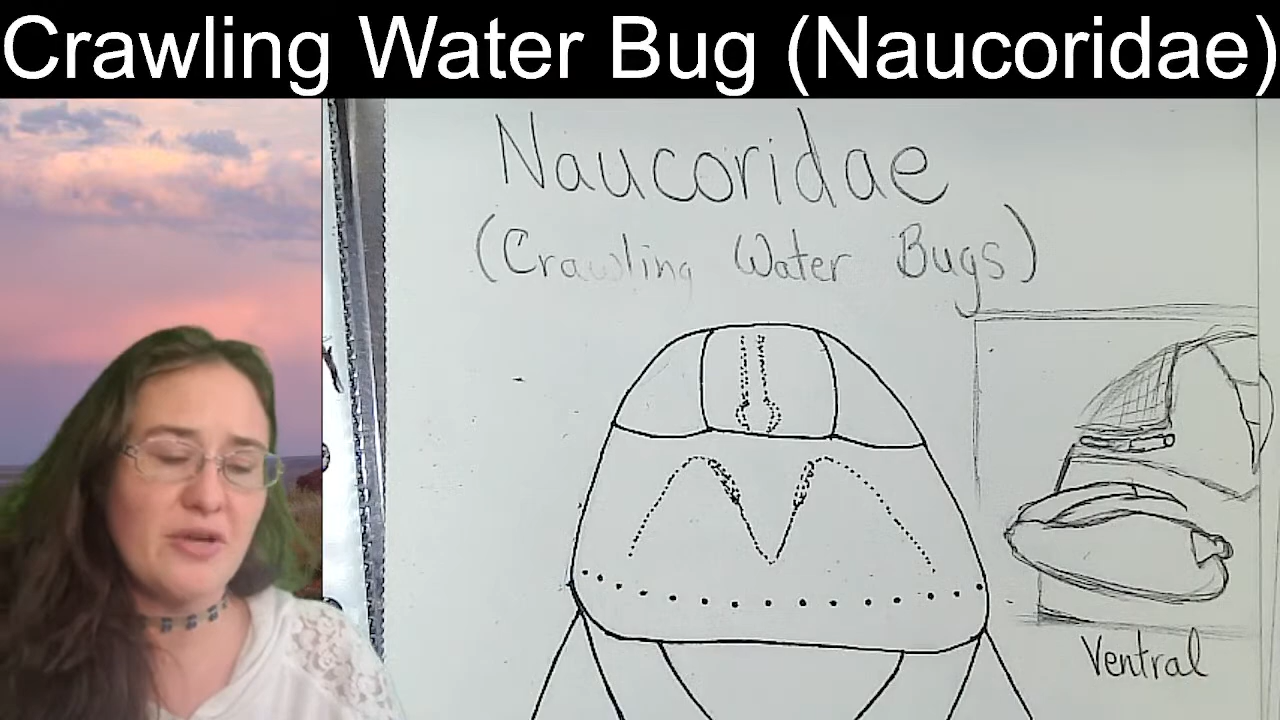 Crawling Water Bug (Naucoridae)
Naucoridae
(Crawling Water Bugs)
Ventral